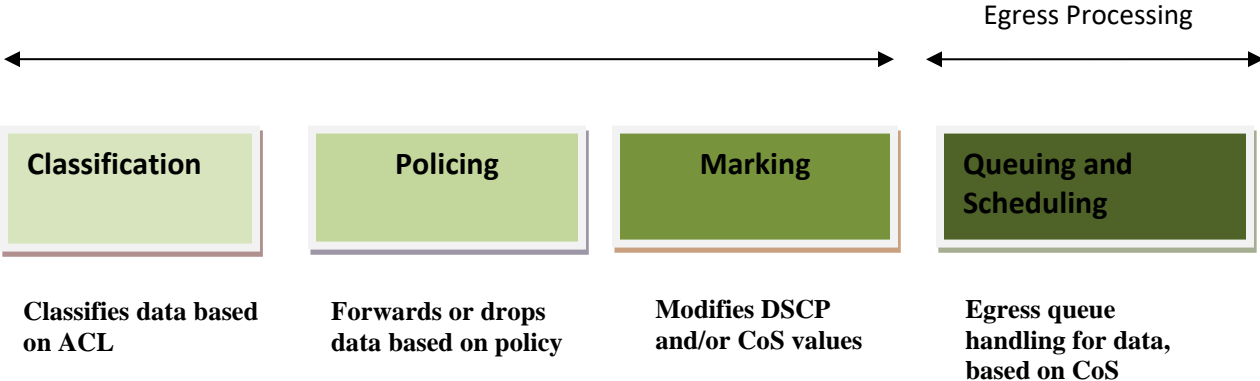 Egress Processing
Classification
Policing
Marking
Queuing and
Scheduling
Classifies data based
on ACL
Forwards or drops
data based on policy
Modifies DSCP
and/or CoS values
Egress queue
handling for data,
based on CoS